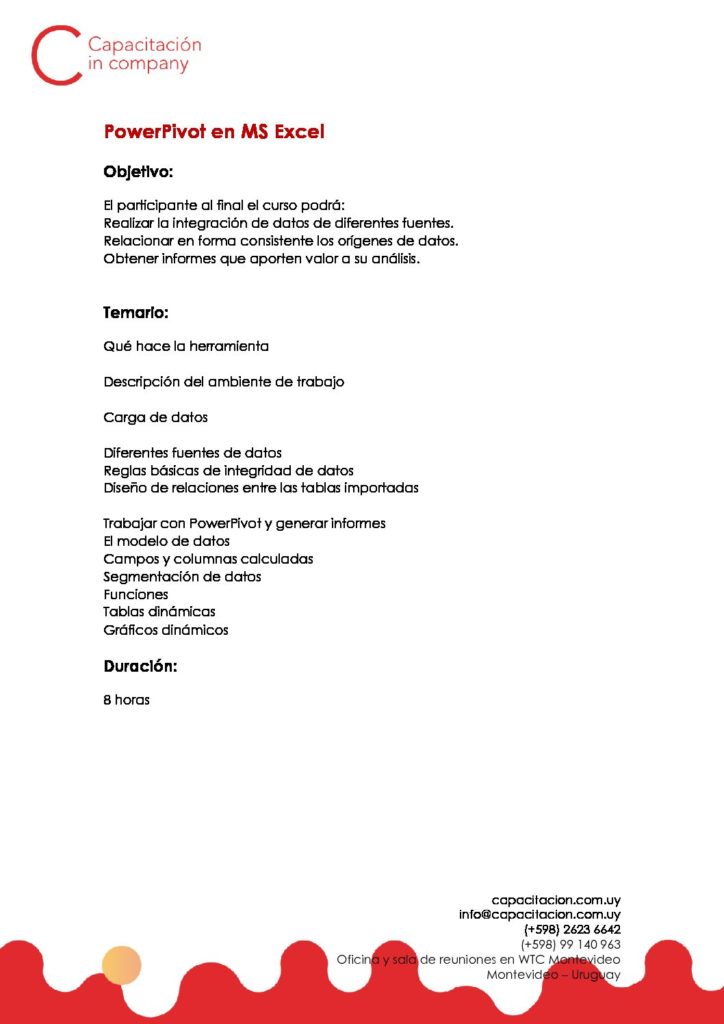 Capacitación
in company
PowerPivot en MS Excel
Objetivo:
El participante al final el curso podrá:
Realizar la integración de datos de diferentes fuentes.
Relacionar en forma consistente los orígenes de datos.
Obtener informes que aporten valor a su análisis.
Temario:
Qué hace la herramienta
Descripción del ambiente de trabajo
Carga de datos
Diferentes fuentes de datos
Reglas básicas de integridad de datos
Diseño de relaciones entre las tablas importadas
Trabajar con PowerPivot y generar informes
El modelo de datos
Campos y columnas calculadas
Segmentación de datos
Funciones
Tablas dinámicas
Gráficos dinámicos
Duración:
8 horas
capacitacion.com.uy
info@capacitacion.com.uy
(+598) 2623 6642
(+598) 99 140 963
Oficina y sala de reuniones en WTC Montevideo
Montevideo – Uruguay